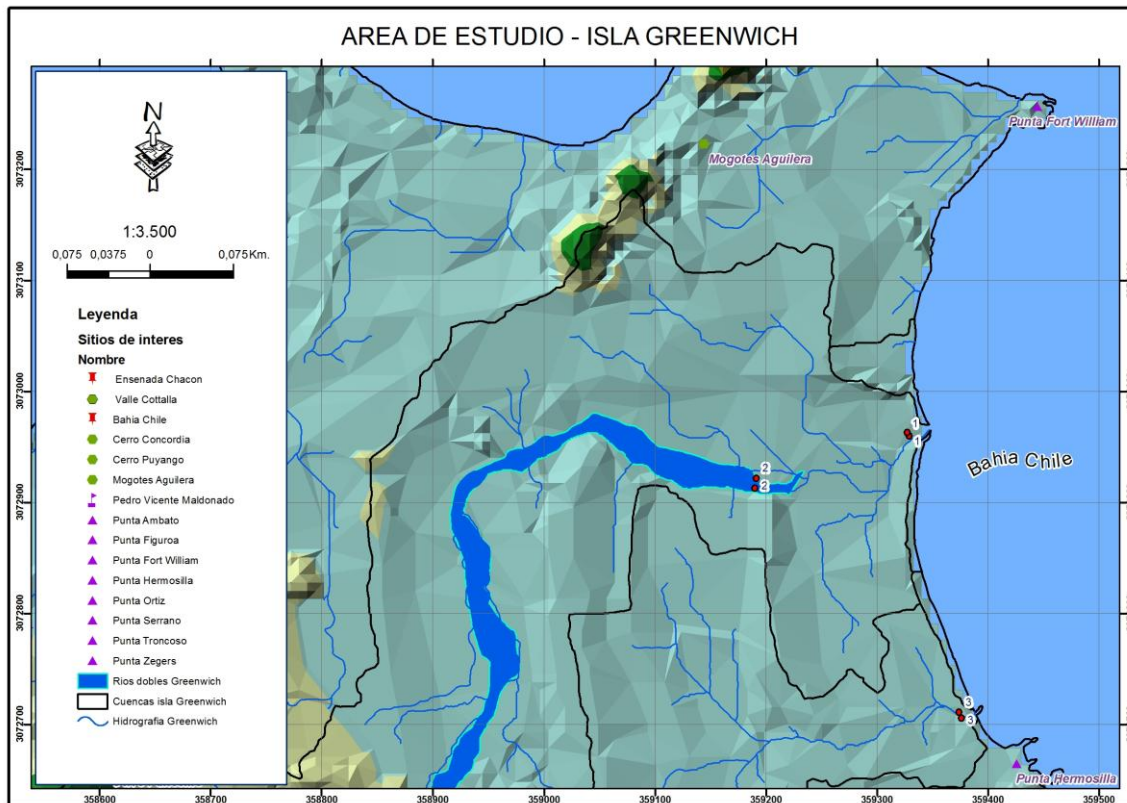 AREA DE ESTUDIO - ISLA GREENWICH
N
1:3.500
0,075 0,0375 0 0,075Km.
Leyenda
Sitios de interes
Nombre
Ensenada Chacon
Valle Cottalla
Bahia Chile
Cerro Concordia
Cerro Puyango
Mogotes Aguilera
Pedro Vicente Maldonado
Punta Ambato
Punta Figuroa
Punta Fort William
Punta Hermosilla
Punta Ortiz
Punta Serrano
Punta Troncoso
Punta Zegers
Rios dobles Greenwich
Cuencas isla Greenwich
Hidrografia Greenwich
Punta Fort Willam
Mogotes Aguilera
1
1
Bahia Chile
2
2
3
3
Punta Hermosilla
3073200
3073100
3073000
3072900
3072800
3072700
358600 358700 358800 358900 359000 359100 359200 359300 359400 359500